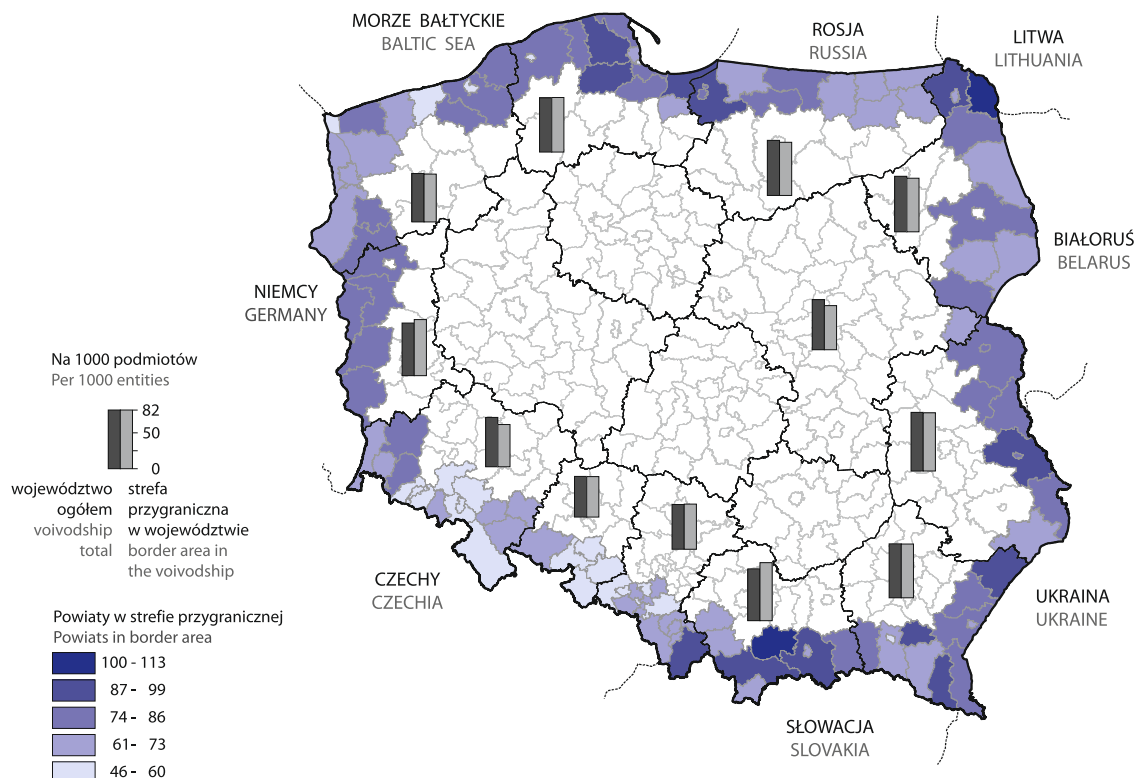 MORZE BAŁTYCKIE
BALTIC SEA
ROSJA
RUSSIA
LITWA
LITHUANIA
BIAŁORUŚ
BELARUS
NIEMCY
GERMANY
Na 1000 podmiotów
Per 1000 entities
82
50
0
województwo
ogółem
voivodship
total
strefa
przygraniczna
w województwie
border area in
the voivodship
CZECHY
CZECHIA
UKRAINA
UKRAINE
SŁOWACJA
SLOVAKIA
Powiaty w strefie przygranicznej
Powiats in border area
100 - 113
87 - 99
74 - 86
61 - 73
46 - 60